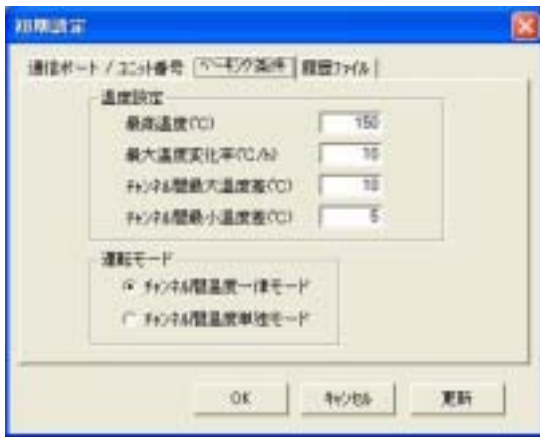 初期設定
通信ポート / ユニット番号 ベーキング条件 履歴ファイル
温度設定
最高温度(℃) 150
最大温度変化率(℃/h) 10
チャンネル間最大温度差(℃) 10
チャンネル間最小温度差(℃) 5
運転モード
チャンネル間温度一律モード
チャンネル間温度単独モード
OK キャンセル 更新